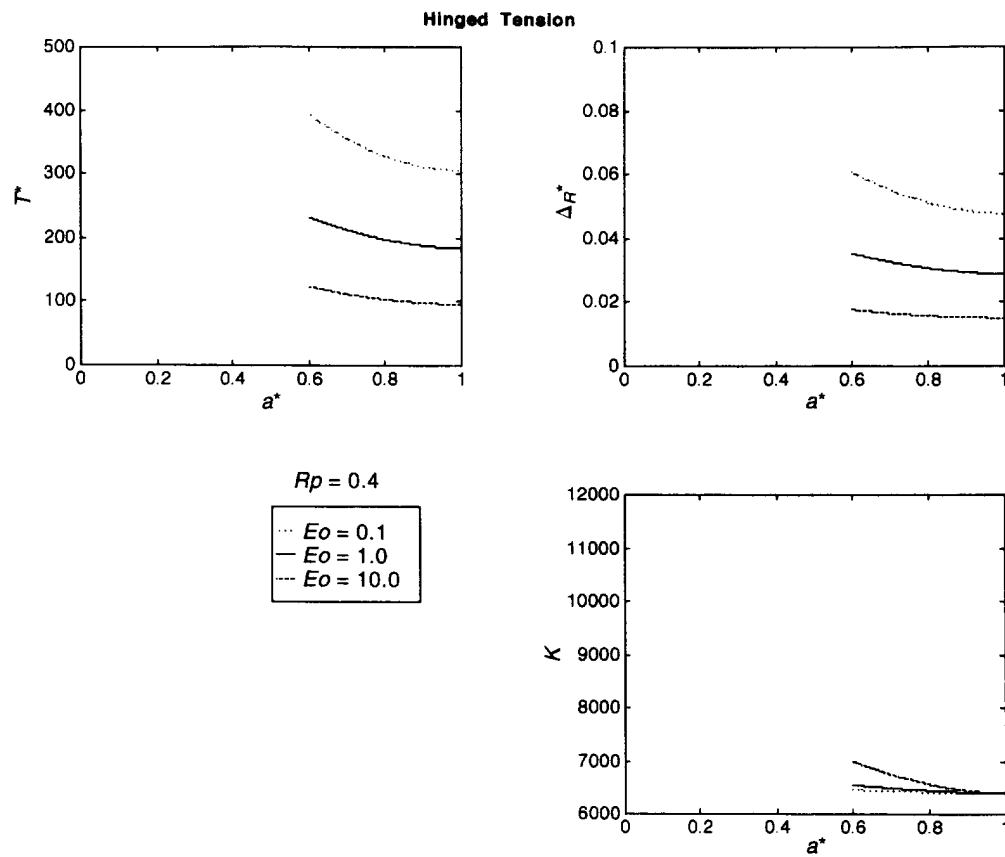 Hinged Tension
500
400
300
200
100
0
T*
0 0.2 0.4 0.6 0.8 1
a*
0.1
0.08
0.06
0.04
0.02
0
ΔR*
0 0.2 0.4 0.6 0.8 1
a*
Rp = 0.4
Eo = 0.1
Eo = 1.0
Eo = 10.0
12000
11000
10000
9000
8000
7000
6000
K
0 0.2 0.4 0.6 0.8 1
a*